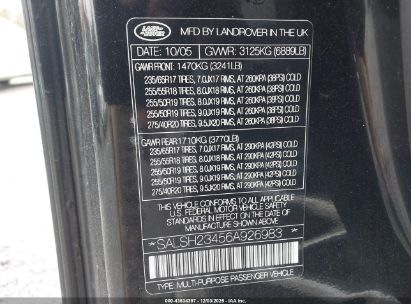 LAND ROVER
MFD BY LANDROVER IN THE UK
DATE: 10/05 GVWR: 3125KG (6889LB)
GAWR FRONT: 1470KG (3241LB)
235/65R17 TIRES, 7.0JX17 RIMS, AT 260KPA (38PSI) COLD
255/55R18 TIRES, 8.0JX18 RIMS, AT 260KPA (38PSI) COLD
255/50R19 TIRES, 8.0JX19 RIMS, AT 260KPA (38PSI) COLD
255/50R19 TIRES, 9.0JX19 RIMS, AT 260KPA (38PSI) COLD
275/40R20 TIRES, 9.5JX20 RIMS, AT 260KPA (38PSI) COLD
GAWR REAR 1710KG (3770LB)
235/65R17 TIRES, 7.0JX17 RIMS, AT 290KPA (42PSI) COLD
255/55R18 TIRES, 8.0JX18 RIMS, AT 290KPA (42PSI) COLD
255/50R19 TIRES, 8.0JX19 RIMS, AT 290KPA (42PSI) COLD
255/50R19 TIRES, 9.0JX19 RIMS, AT 290KPA (42PSI) COLD
275/40R20 TIRES, 9.5JX20 RIMS, AT 290KPA (42PSI) COLD
THIS VEHICLE CONFORMS TO ALL APPLICABLE
FEDERAL MOTOR VEHICLE SAFETY STANDARDS
IN EFFECT ON THE DATE OF MANUFACTURE
SHOWN ABOVE.
*SALSH23456A926983*
TYPE: MULTI-PURPOSE PASSENGER VEHICLE